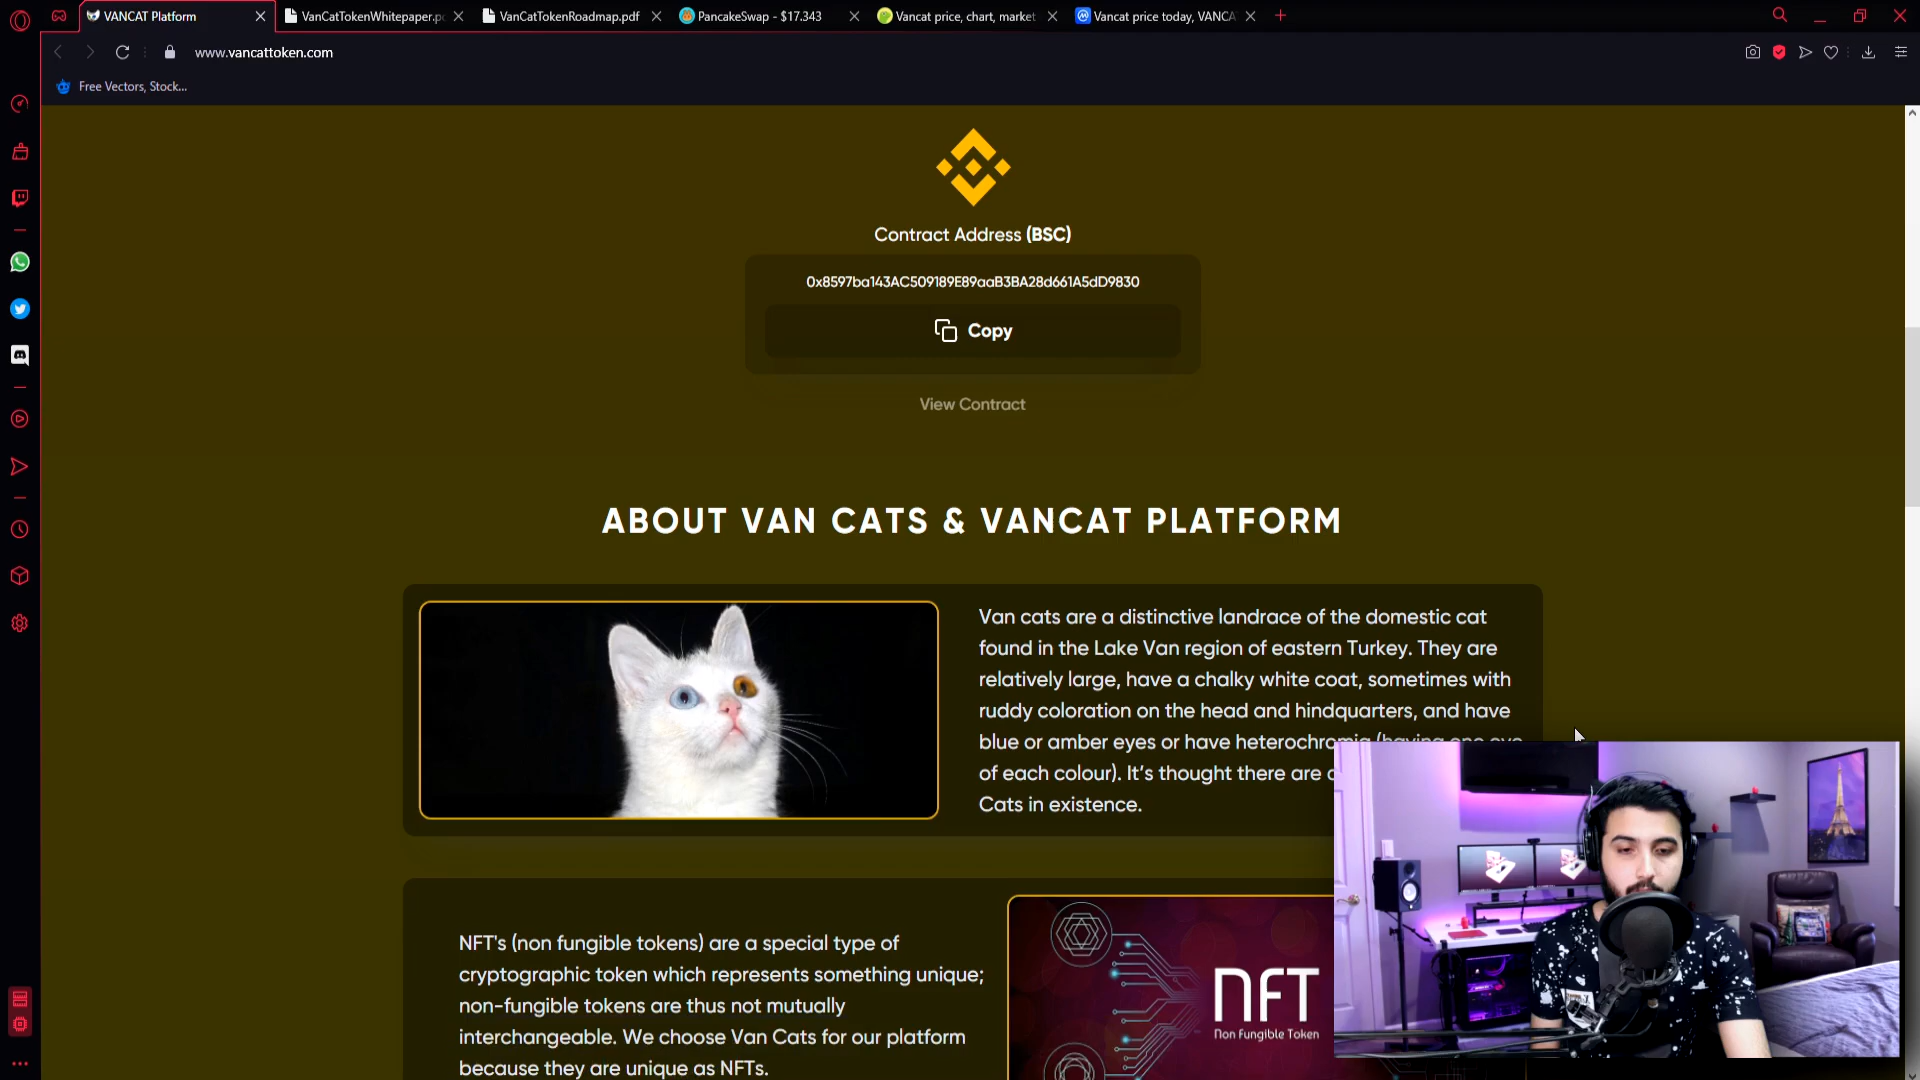 VANCAT Platform
VanCatTokenWhitepaper.pd
VanCatTokenRoadmap.pdf
PancakeSwap - $17.343
Vancat price, chart, market
Vancat price today, VANCA
www.vancattoken.com
Free Vectors, Stock...
Contract Address (BSC)
0x8597ba143AC509189E89aaB3BA28d661A5dD9830
Copy
View Contract
ABOUT VAN CATS & VANCAT PLATFORM
Van cats are a distinctive landrace of the domestic cat
found in the Lake Van region of eastern Turkey. They are
relatively large, have a chalky white coat, sometimes with
ruddy coloration on the head and hindquarters, and have
blue or amber eyes or have heterochromia (having one eye
of each colour). It's thought there are
Cats in existence.
NFT's (non fungible tokens) are a special type of
cryptographic token which represents something unique;
non-fungible tokens are thus not mutually
interchangeable. We choose Van Cats for our platform
because they are unique as NFTs.
NFT
Non Fungible Token